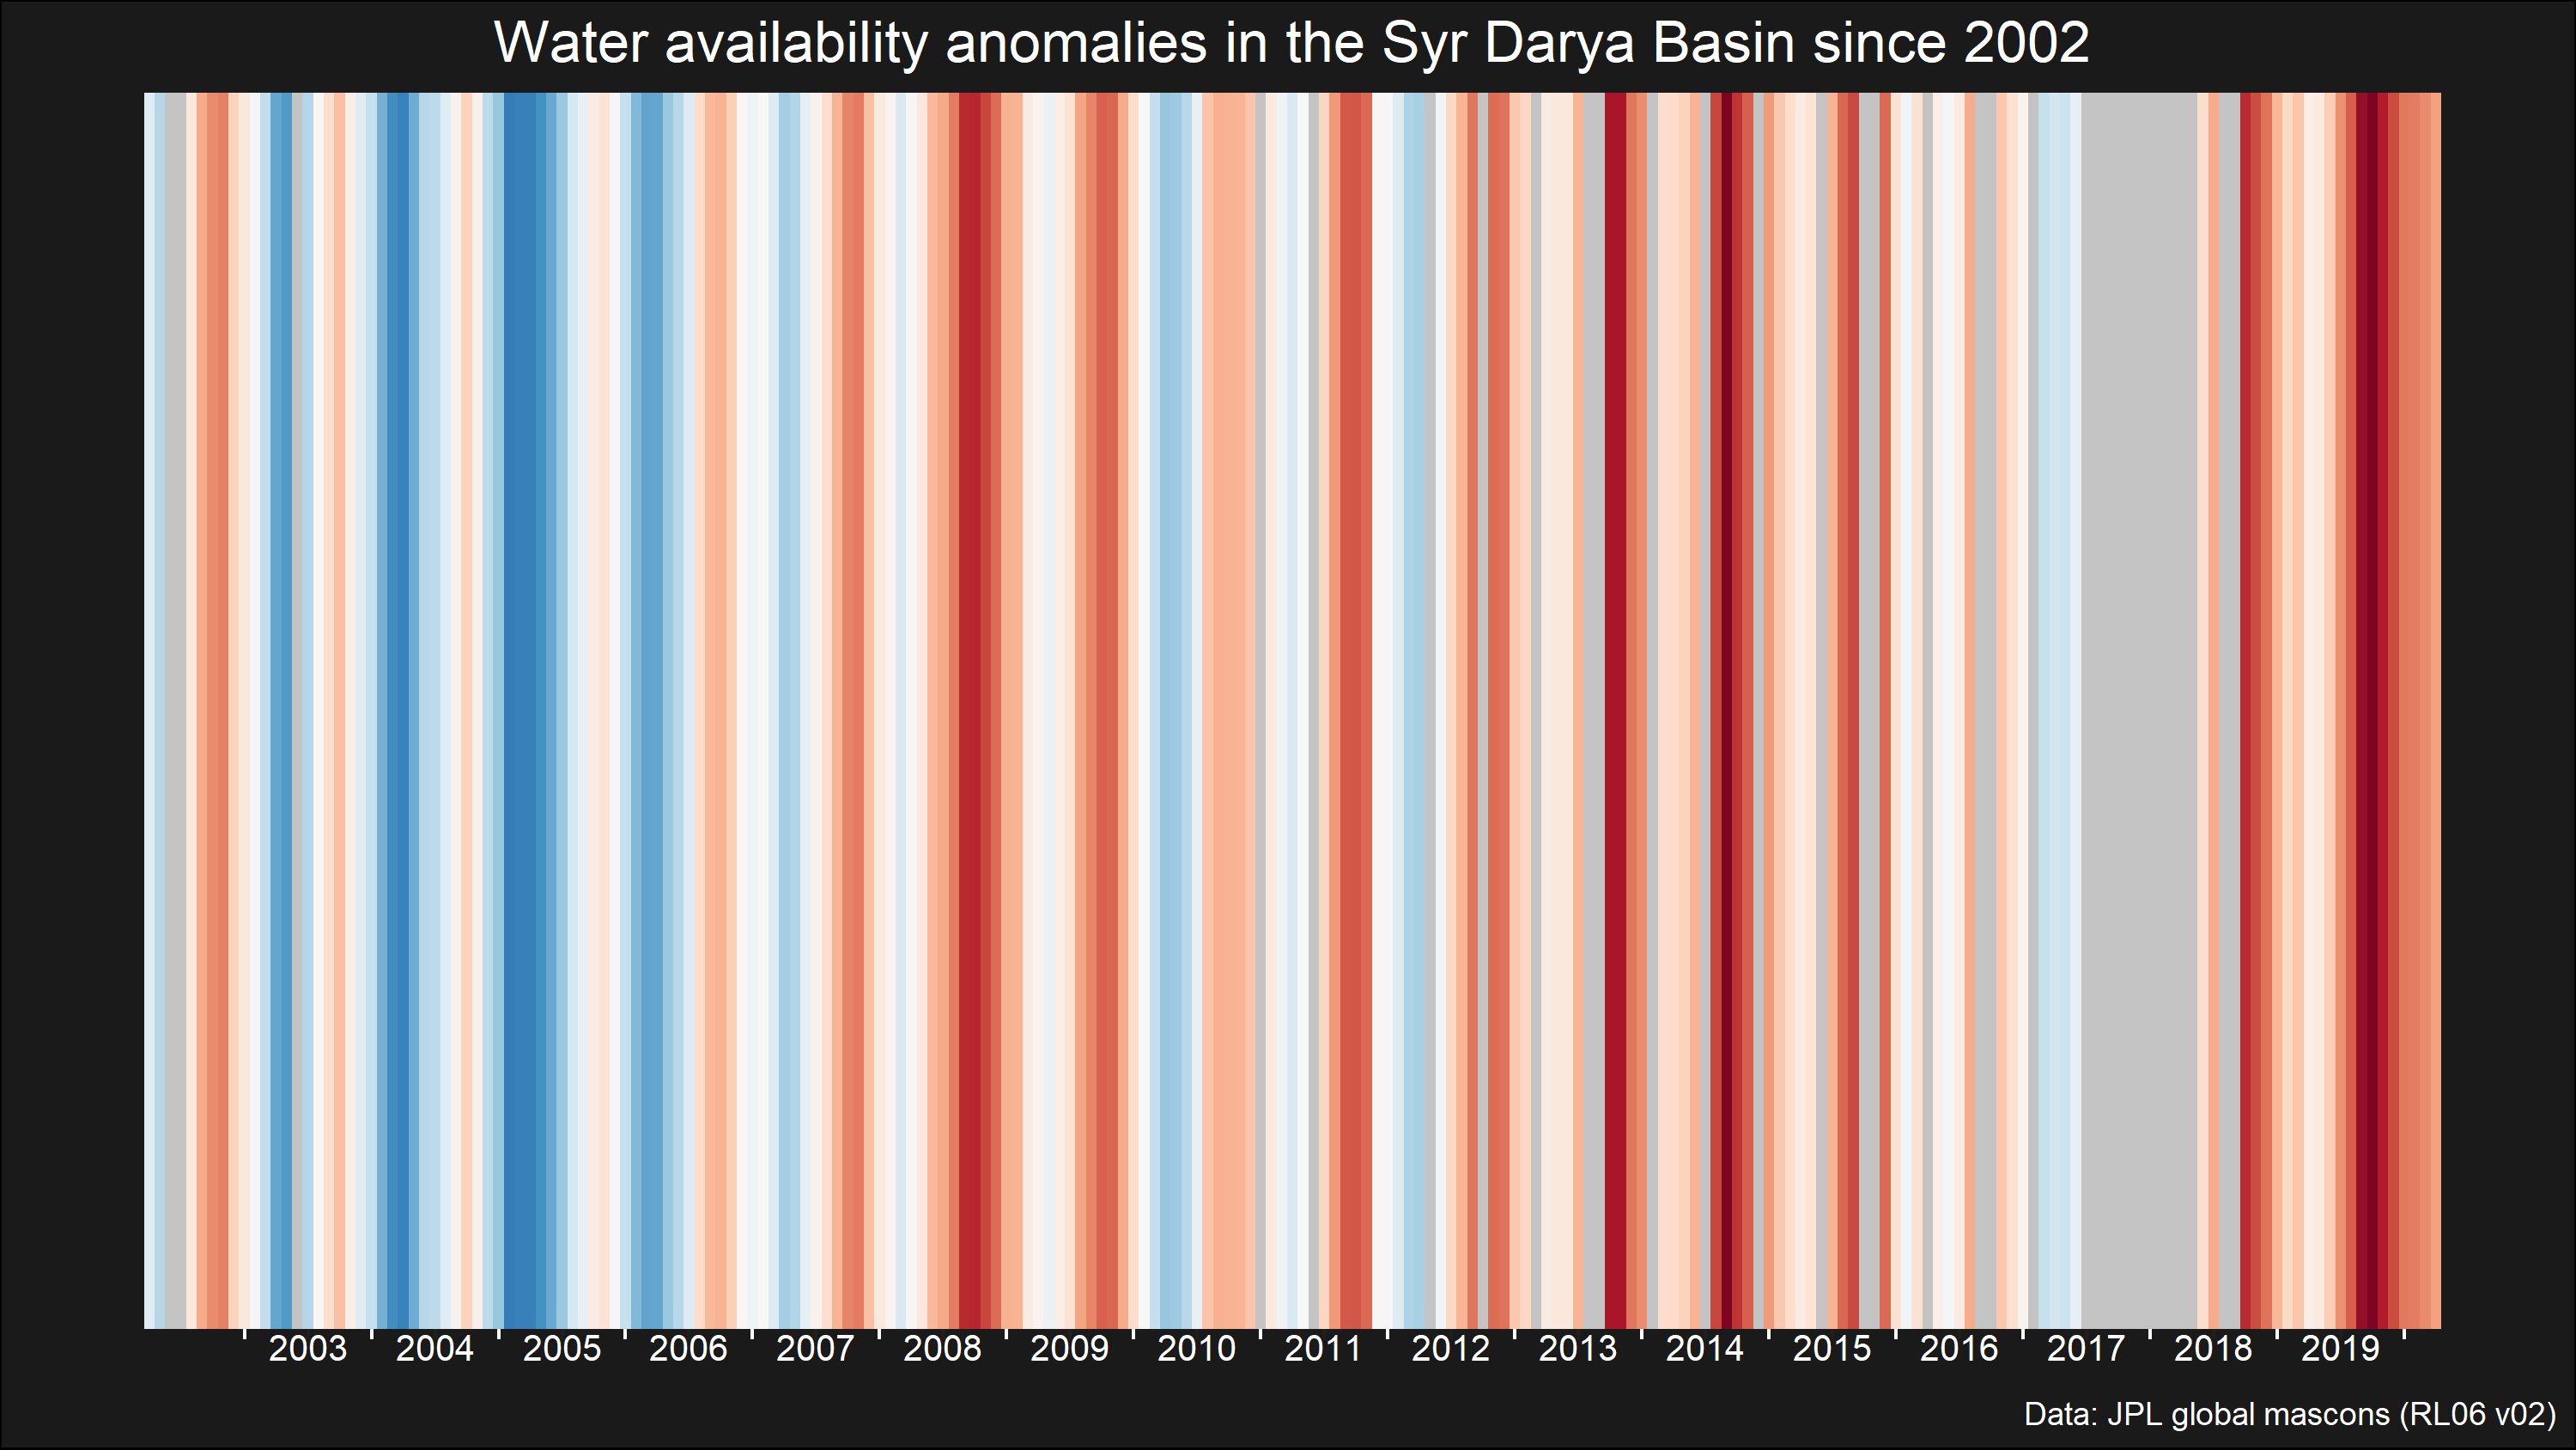 Water availability anomalies in the Syr Darya Basin since 2002
2003 2004 2005 2006 2007 2008 2009 2010 2011 2012 2013 2014 2015 2016 2017 2018 2019
Data: JPL global mascons (RL06 v02)